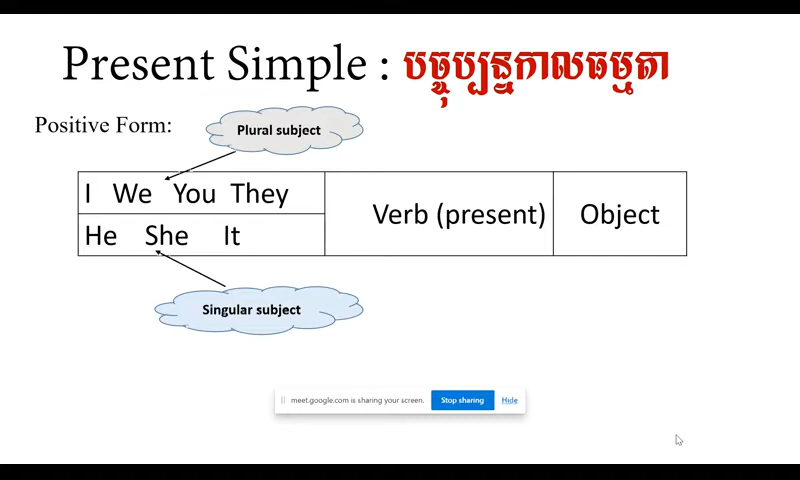 Present Simple : បច្ចុប្បន្នកាលធម្មតា
Positive Form:
Plural subject
I We You They
Verb (present)
Object
He She It
Singular subject
meet.google.com is sharing your screen.
Stop sharing
Hide